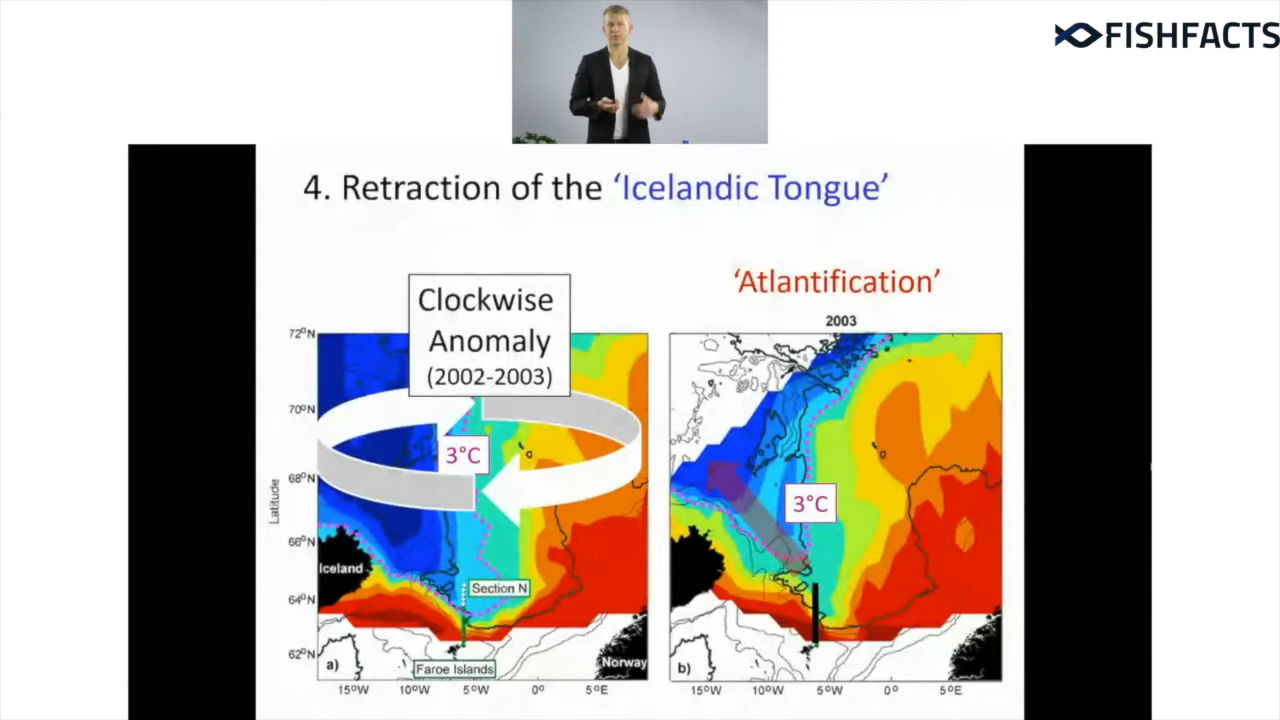 FISHFACTS
4. Retraction of the ‘Icelandic Tongue’
Clockwise
Anomaly
(2002-2003)
‘Atlantification’
2003
72°N
70°N
68°N
66°N
64°N
62°N
Latitude
3°C
Iceland
Section N
a)
Faroe Islands
Norway
15°W
10°W
5°W
0°
5°E
3°C
b)
15°W
10°W
5°W
0°
5°E